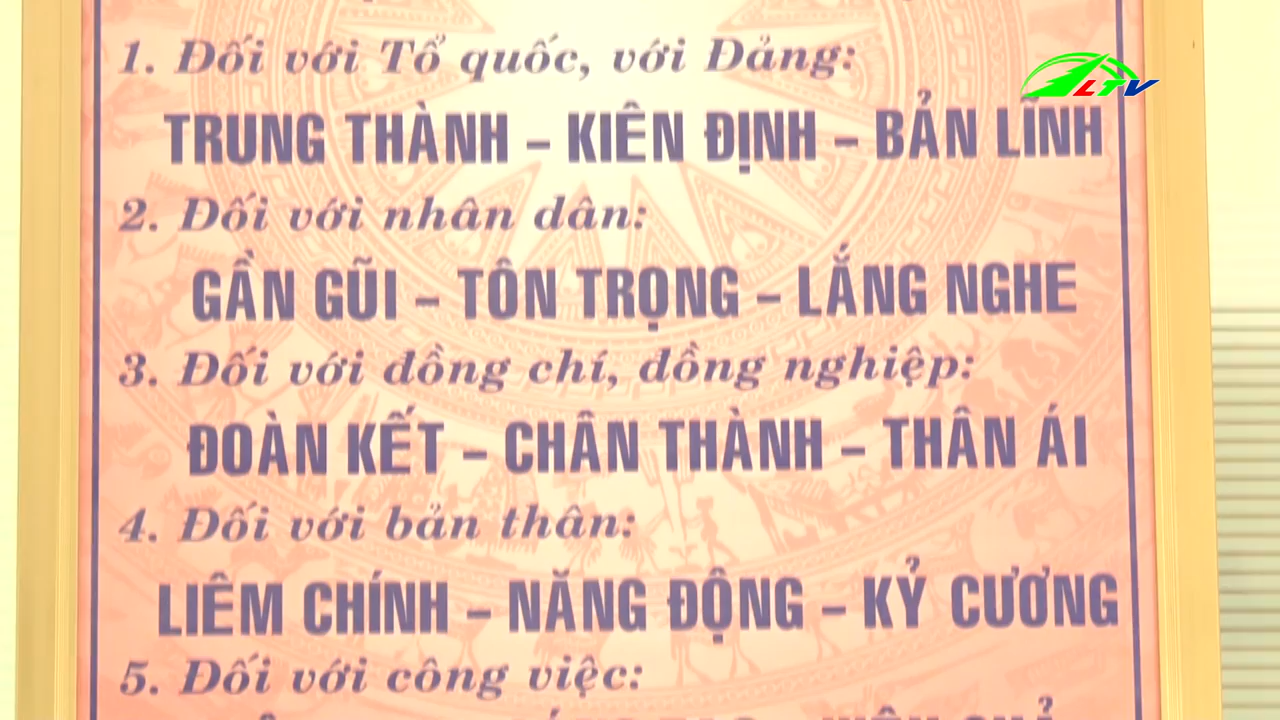 1. Đối với Tổ quốc, với Đảng:
LTV
TRUNG THÀNH – KIÊN ĐỊNH – BẢN LĨNH
2. Đối với nhân dân:
GẦN GŨI – TÔN TRỌNG – LẮNG NGHE
3. Đối với đồng chí, đồng nghiệp:
ĐOÀN KẾT – CHÂN THÀNH – THÂN ÁI
4. Đối với bản thân:
LIÊM CHÍNH – NĂNG ĐỘNG – KỶ CƯƠNG
5. Đối với công việc: